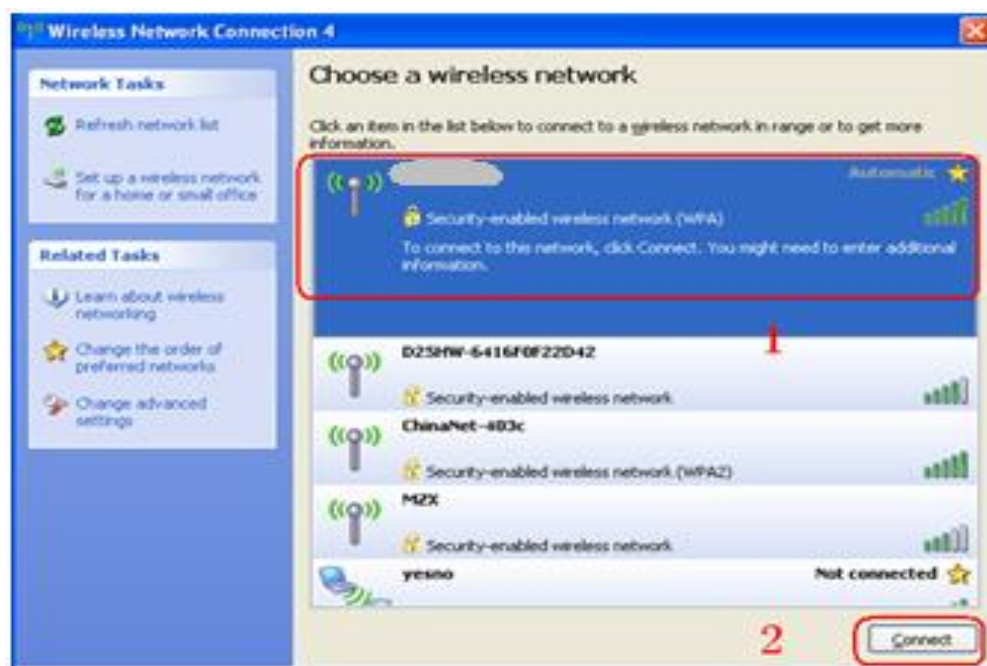 Wireless Network Connection 4
Network Tasks
Refresh network list
Set up a wireless network
for a home or small office
Related Tasks
Learn about wireless
networking
Change the order of
preferred networks
Change advanced
settings
Choose a wireless network
Click an item in the list below to connect to a wireless network in range or to get more
information.
Automatic
Security-enabled wireless network (WPA)
To connect to this network, click Connect. You might need to enter additional
information.
1
D25HW-6416F0F22D42
Security-enabled wireless network
ChinaNet-403c
Security-enabled wireless network (WPA2)
MZX
Security-enabled wireless network
yesno
Not connected
2
Connect